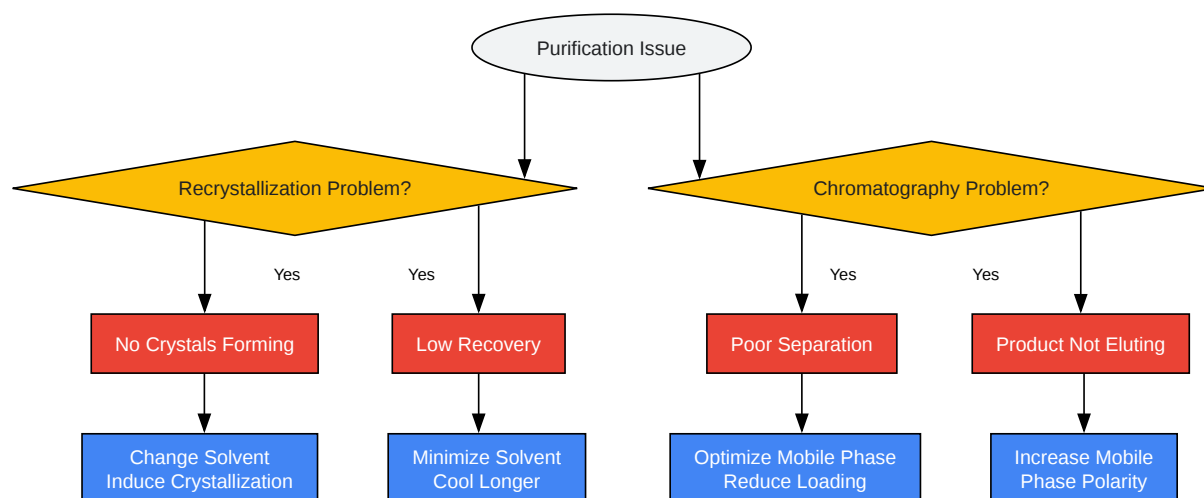 Purification Issue
Recrystallization Problem?
Chromatography Problem?
Yes
Yes
Yes
Yes
No Crystals Forming
Low Recovery
Poor Separation
Product Not Eluting
Change Solvent
Induce Crystallization
Minimize Solvent
Cool Longer
Optimize Mobile Phase
Reduce Loading
Increase Mobile
Phase Polarity